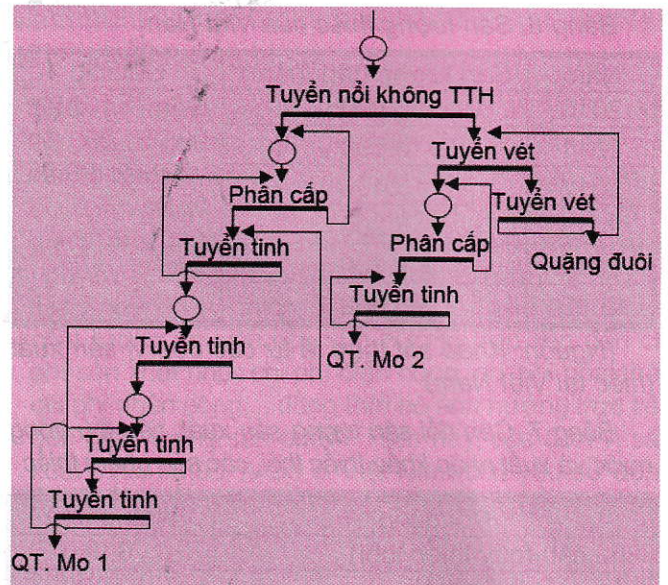 Tuyển nổi không TTH
Tuyển vét
Phân cấp
Tuyển vét
Tuyển tinh
Phân cấp
Quặng đuôi
Tuyển tinh
Tuyển tinh
QT. Mo 2
Tuyển tinh
Tuyển tinh
QT. Mo 1